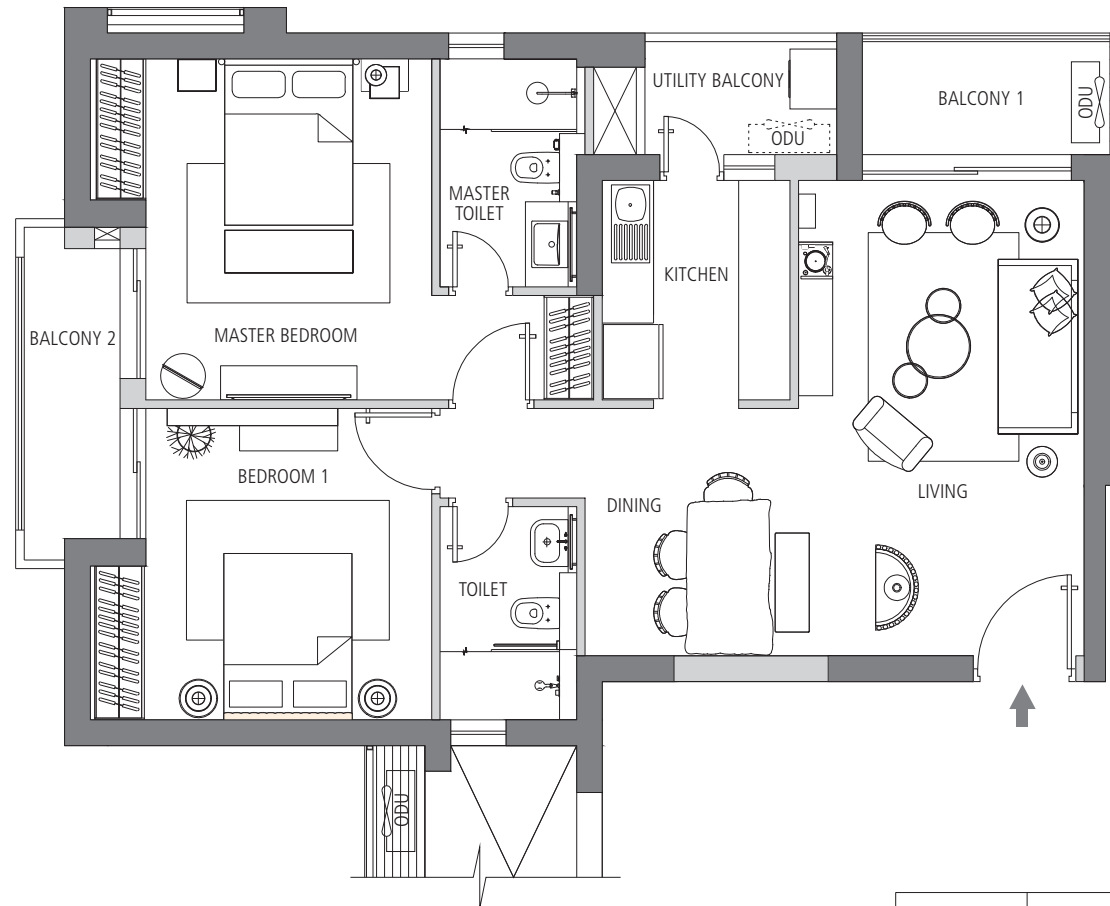 UTILITY BALCONY
BALCONY 1
ODU
ODU
MASTER
TOILET
KITCHEN
BALCONY 2
MASTER BEDROOM
BEDROOM 1
LIVING
DINING
TOILET
ODU